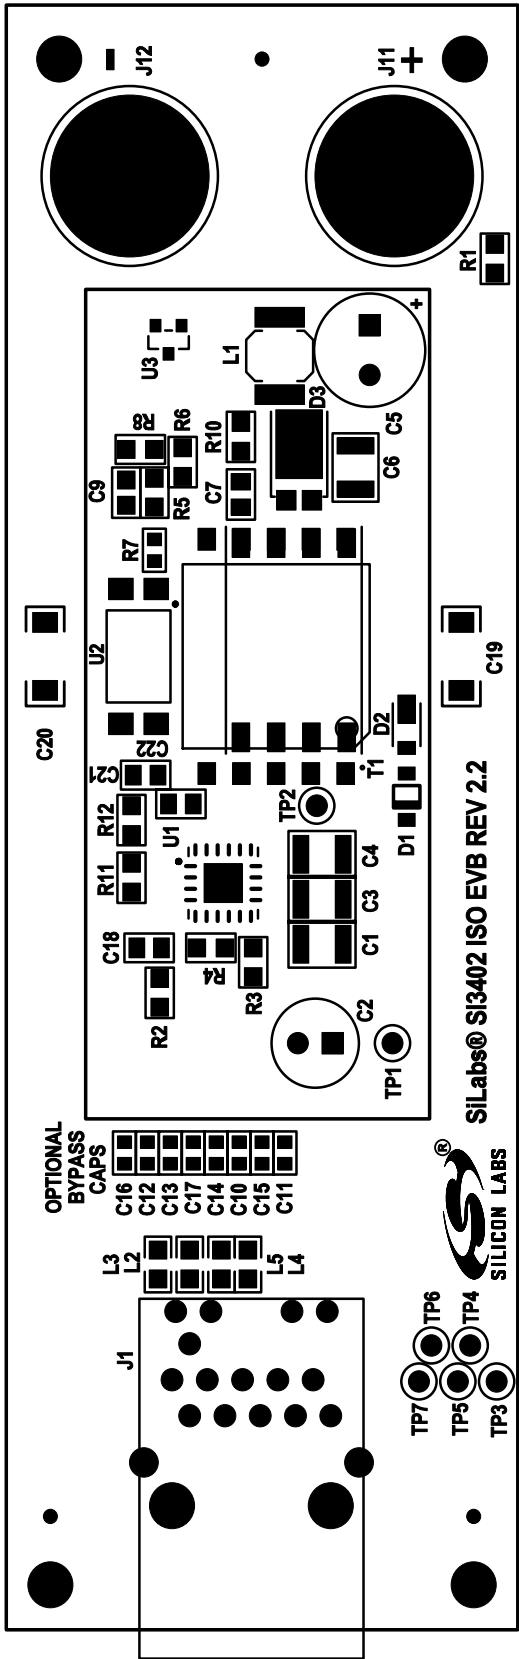 J12
J11
R1
U3
L1
D3
C5
R8
R6
R10
C9
R5
C7
C6
R7
U2
C20
C19
C22
C21
D2
T1
TP2
D1
R12
U1
R11
C4
C3
C1
C18
R4
R3
R2
C2
TP1
SiLabs® SI3402 ISO EVB REV 2.2
OPTIONAL
BYPASS
CAPS
C16
C12
C13
C17
C14
C10
C15
C11
L3
L2
L5
L4
®
SILICON LABS
J1
TP6
TP4
TP7
TP5
TP3